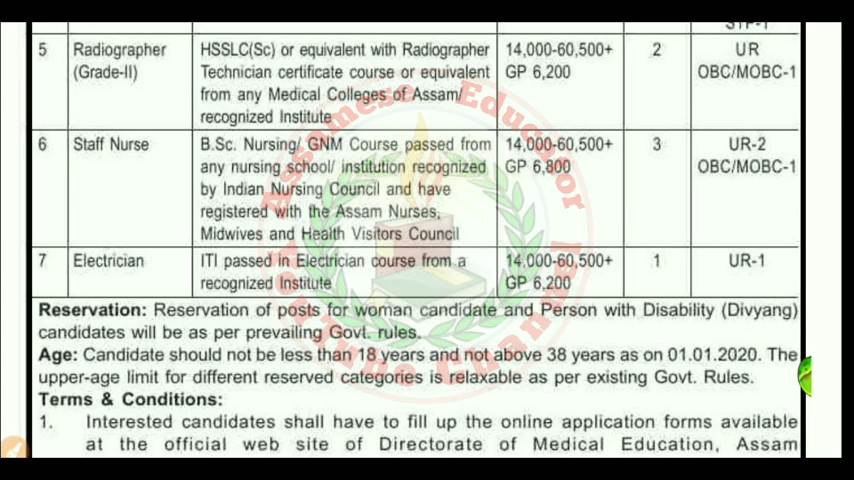 STP-1
5 Radiographer (Grade-II) HSSLC(Sc) or equivalent with Radiographer Technician certificate course or equivalent from any Medical Colleges of Assam/ recognized Institute 14,000-60,500+ GP 6,200 2 UR OBC/MOBC-1
6 Staff Nurse B.Sc. Nursing/ GNM Course passed from any nursing school/ institution recognized by Indian Nursing Council and have registered with the Assam Nurses, Midwives and Health Visitors Council 14,000-60,500+ GP 6,800 3 UR-2 OBC/MOBC-1
7 Electrician ITI passed in Electrician course from a recognized Institute 14,000-60,500+ GP 6,200 1 UR-1
Reservation: Reservation of posts for woman candidate and Person with Disability (Divyang)
candidates will be as per prevailing Govt. rules.
Age: Candidate should not be less than 18 years and not above 38 years as on 01.01.2020. The
upper-age limit for different reserved categories is relaxable as per existing Govt. Rules.
Terms & Conditions:
1. Interested candidates shall have to fill up the online application forms available
at the official web site of Directorate of Medical Education, Assam
Assamese Educator
YouTube Channel